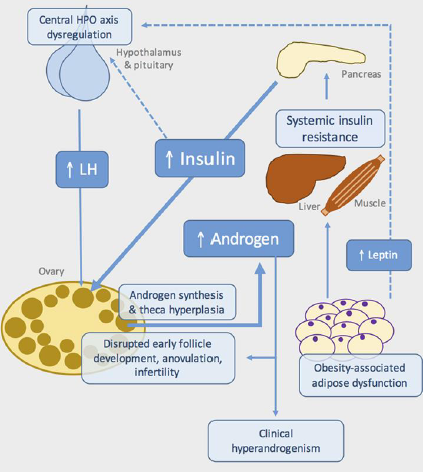 Central HPO axis
dysregulation
Hypothalamus
& pituitary
Pancreas
Systemic insulin
resistance
↑ Insulin
↑ LH
Liver
Muscle
↑ Androgen
↑ Leptin
Ovary
Androgen synthesis
& theca hyperplasia
Disrupted early follicle
development, anovulation,
infertility
Obesity-associated
adipose dysfunction
Clinical
hyperandrogenism